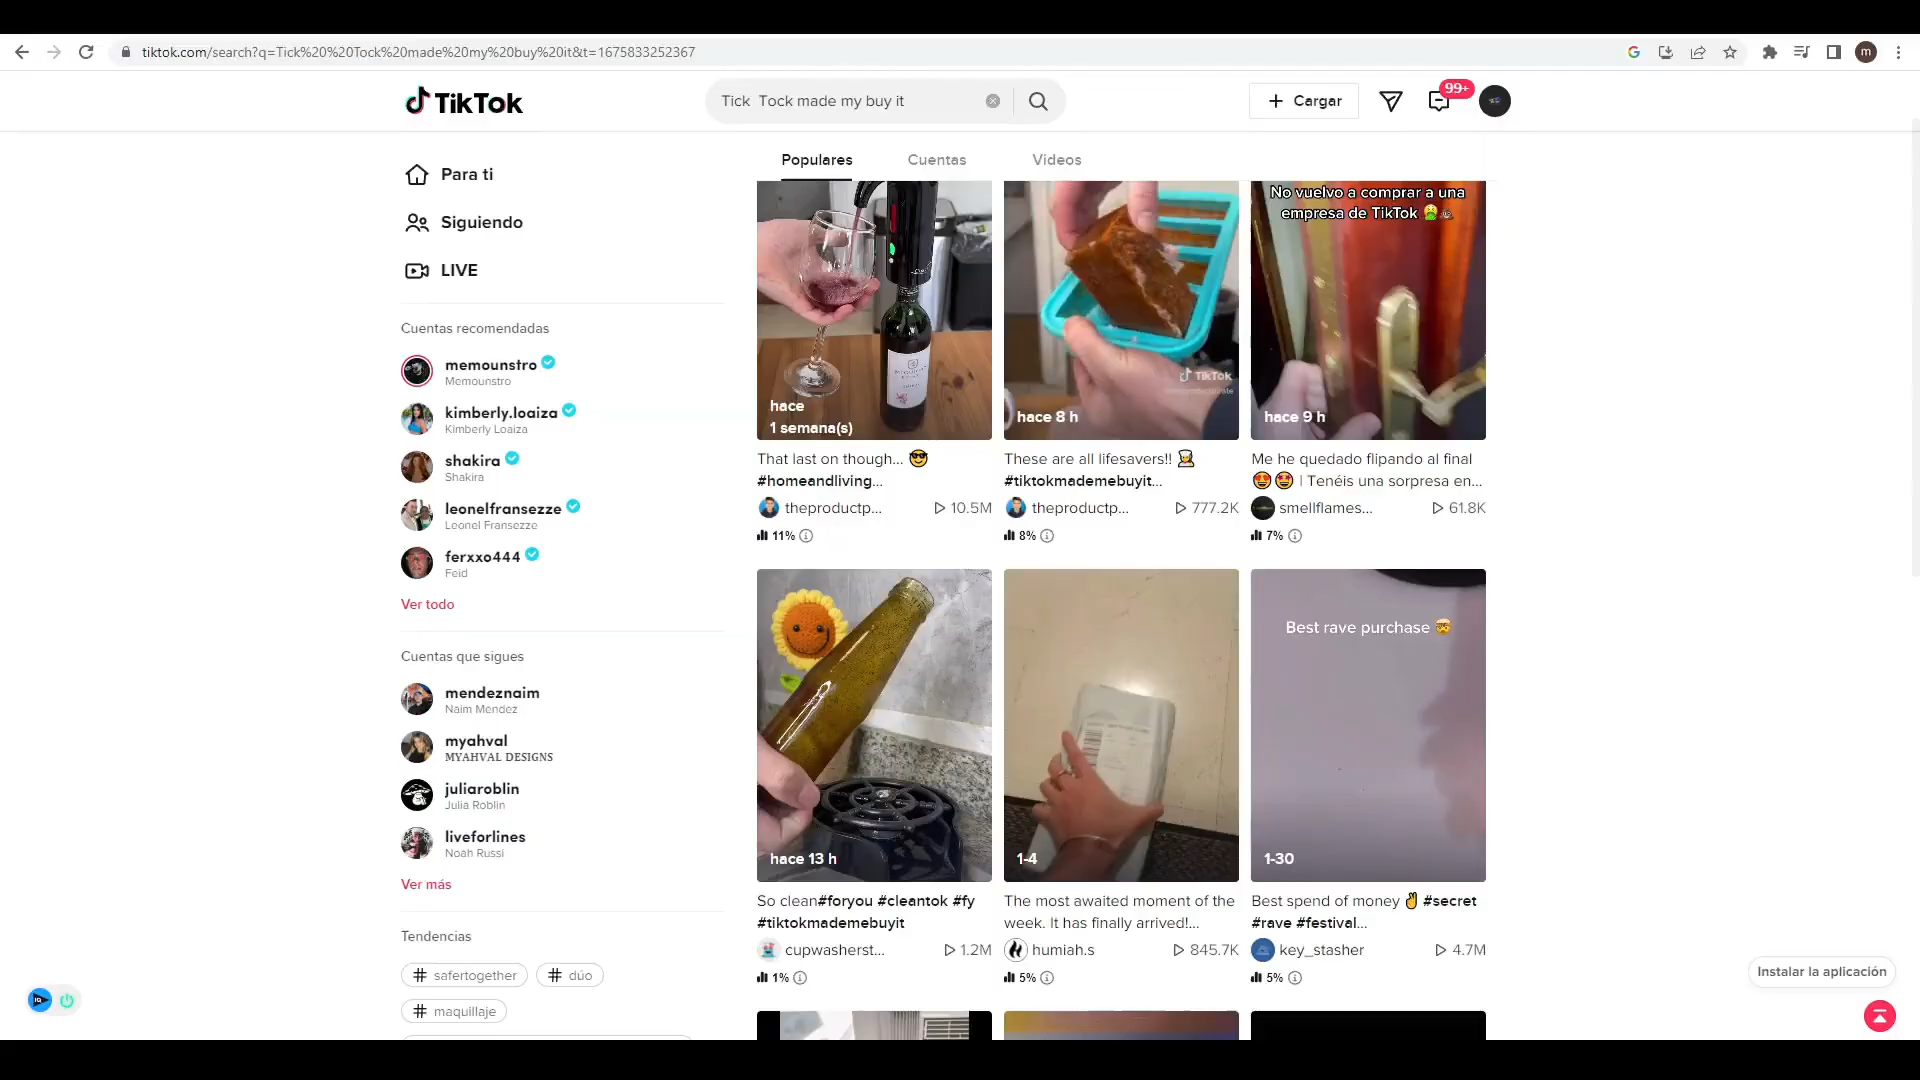 tiktok.com/search?q=Tick%20%20Tock%20made%20my%20buy%20it&t=1675833252367
m
TikTok
Tick  Tock made my buy it
Cargar
99+
Para ti
Siguiendo
LIVE
Cuentas recomendadas
memounstro
Memounstro
kimberly.loaiza
Kimberly Loaiza
shakira
Shakira
leonelfransezze
Leonel Fransezze
ferxxo444
Feid
Ver todo
Cuentas que sigues
mendeznaim
Naim Mendez
myahval
MYAHVAL DESIGNS
juliaroblin
Julia Roblin
liveforlines
Noah Russi
Ver más
Tendencias
# safertogether
# dúo
# maquillaje
Populares
Cuentas
Videos
hace
1 semana(s)
That last on though... 😎
#homeandliving...
theproductp...
10.5M
11%
TikTok
hace 8 h
These are all lifesavers!! 🧑‍🍳
#tiktokmademebuyit...
theproductp...
777.2K
8%
No vuelvo a comprar a una
empresa de TikTok 🤮💩
hace 9 h
Me he quedado flipando al final
😍🤩 | Tenéis una sorpresa en...
smellflames...
61.8K
7%
hace 13 h
So clean#foryou #cleantok #fy
#tiktokmademebuyit
cupwasherst...
1.2M
1%
1-4
The most awaited moment of the
week. It has finally arrived!...
humiah.s
845.7K
5%
Best rave purchase 🤯
1-30
Best spend of money ✌ #secret
#rave #festival...
key_stasher
4.7M
5%
Instalar la aplicación